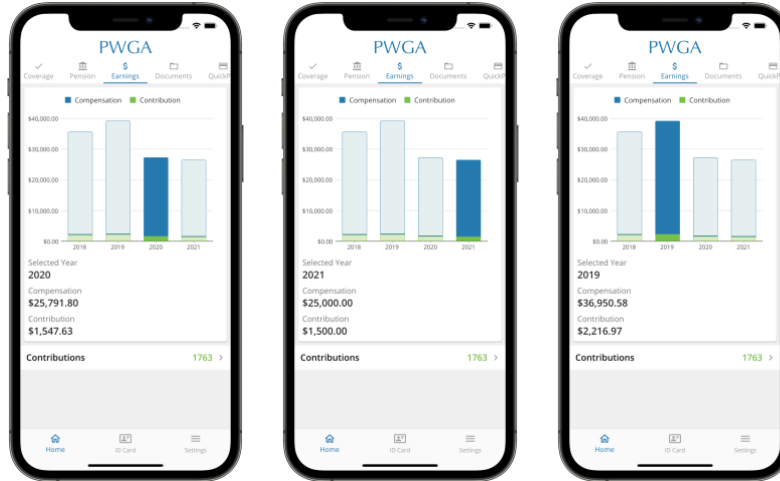 PWGA
Coverage Pension Earnings Documents QuickP
Compensation Contribution
$40,000.00
$30,000.00
$20,000.00
$10,000.00
$0.00
2018 2019 2020 2021
Selected Year
2020
Compensation
$25,791.80
Contribution
$1,547.63
Contributions 1763
Home ID Card Settings
PWGA
Coverage Pension Earnings Documents QuickP
Compensation Contribution
$40,000.00
$30,000.00
$20,000.00
$10,000.00
$0.00
2018 2019 2020 2021
Selected Year
2021
Compensation
$25,000.00
Contribution
$1,500.00
Contributions 1763
Home ID Card Settings
PWGA
Coverage Pension Earnings Documents QuickP
Compensation Contribution
$40,000.00
$30,000.00
$20,000.00
$10,000.00
$0.00
2018 2019 2020 2021
Selected Year
2019
Compensation
$36,950.58
Contribution
$2,216.97
Contributions 1763
Home ID Card Settings